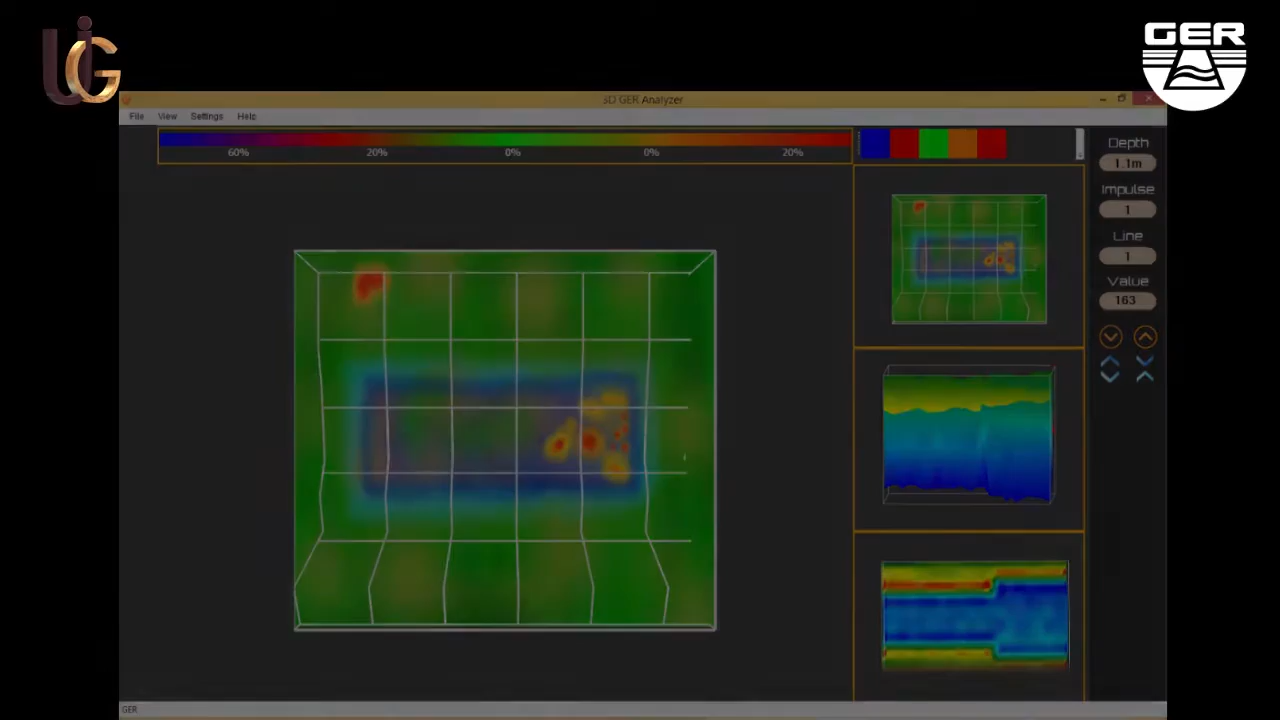 UiG
GER
3D GER Analyzer
File View Settings Help
60% 20% 0% 0% 20%
Depth
1.1m
Impulse
1
Line
1
Value
163
GER